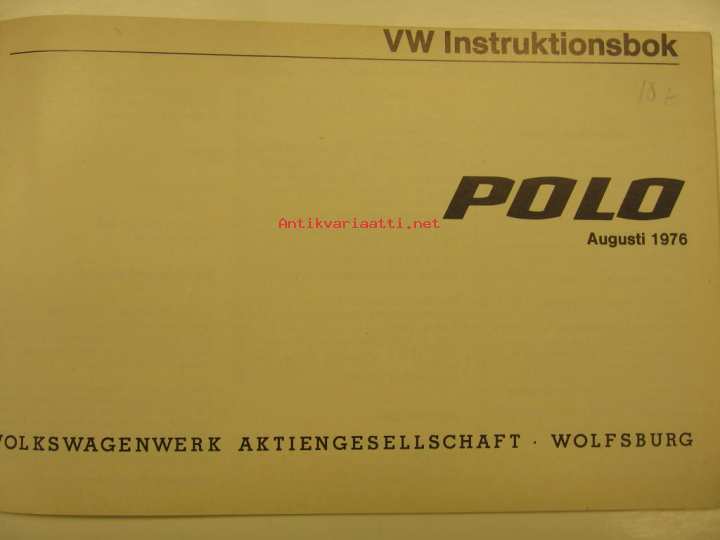 VW Instruktionsbok
POLO
Antikvariaatti.net
Augusti 1976
VOLKSWAGENWERK AKTIENGESELLSCHAFT · WOLFSBURG